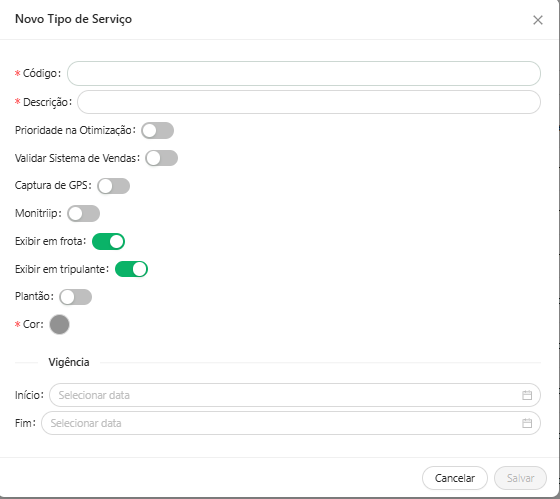 Novo Tipo de Serviço
* Código:
* Descrição:
Prioridade na Otimização:
Validar Sistema de Vendas:
Captura de GPS:
Monitriip:
Exibir em frota:
Exibir em tripulante:
Plantão:
* Cor:
Vigência
Início: Selecionar data
Fim: Selecionar data
Cancelar Salvar